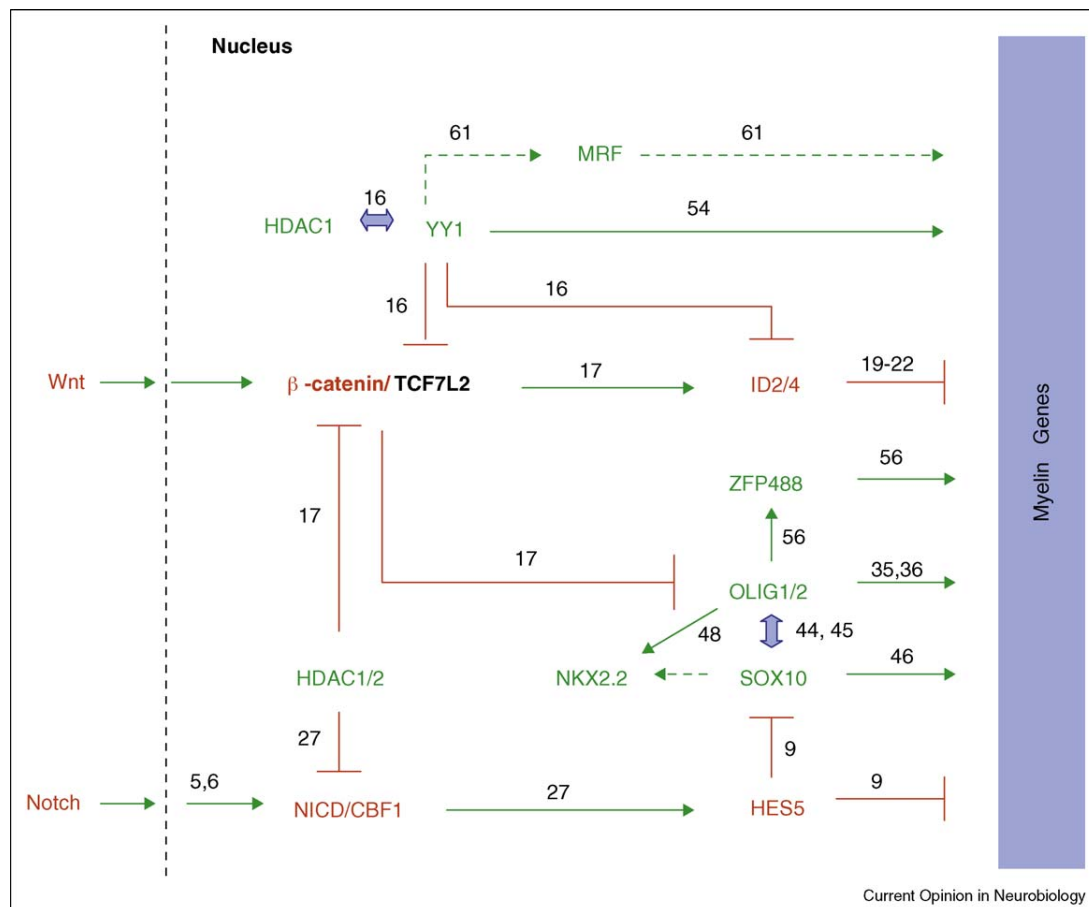 Nucleus
61
61
MRF
16
HDAC1
YY1
54
16
16
Wnt
β -catenin/ TCF7L2
17
ID2/4
19-22
ZFP488
56
17
56
17
OLIG1/2
35,36
48
44, 45
HDAC1/2
NKX2.2
SOX10
46
27
9
5,6
Notch
NICD/CBF1
27
HES5
9
Myelin Genes
Current Opinion in Neurobiology